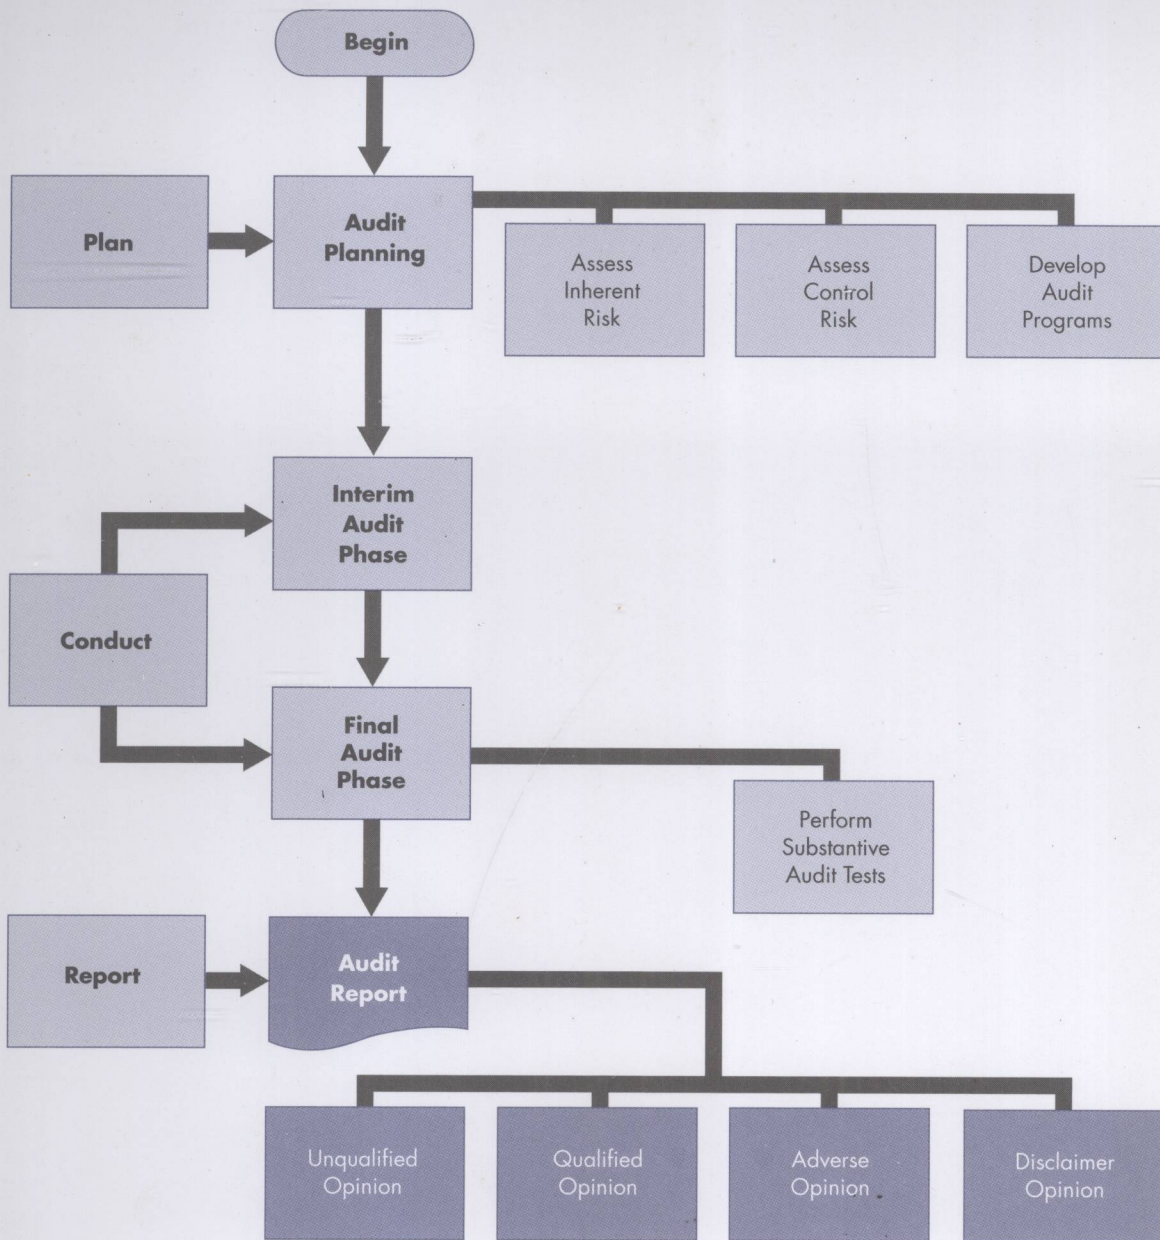 Begin
Plan
Audit
Planning
Assess
Inherent
Risk
Assess
Control
Risk
Develop
Audit
Programs
Interim
Audit
Phase
Conduct
Final
Audit
Phase
Perform
Substantive
Audit Tests
Report
Audit
Report
Unqualified
Opinion
Qualified
Opinion
Adverse
Opinion
Disclaimer
Opinion